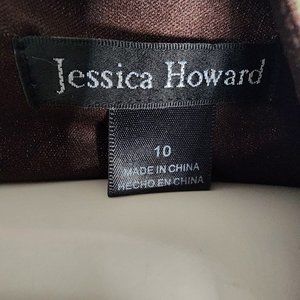 Jessica Howard
10
MADE IN CHINA
HECHO EN CHINA